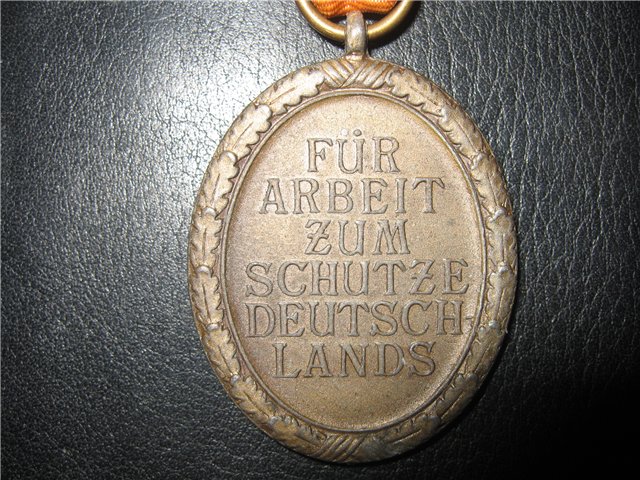 FÜR
ARBEIT
ZUM
SCHUTZE
DEUTSCH-
LANDS